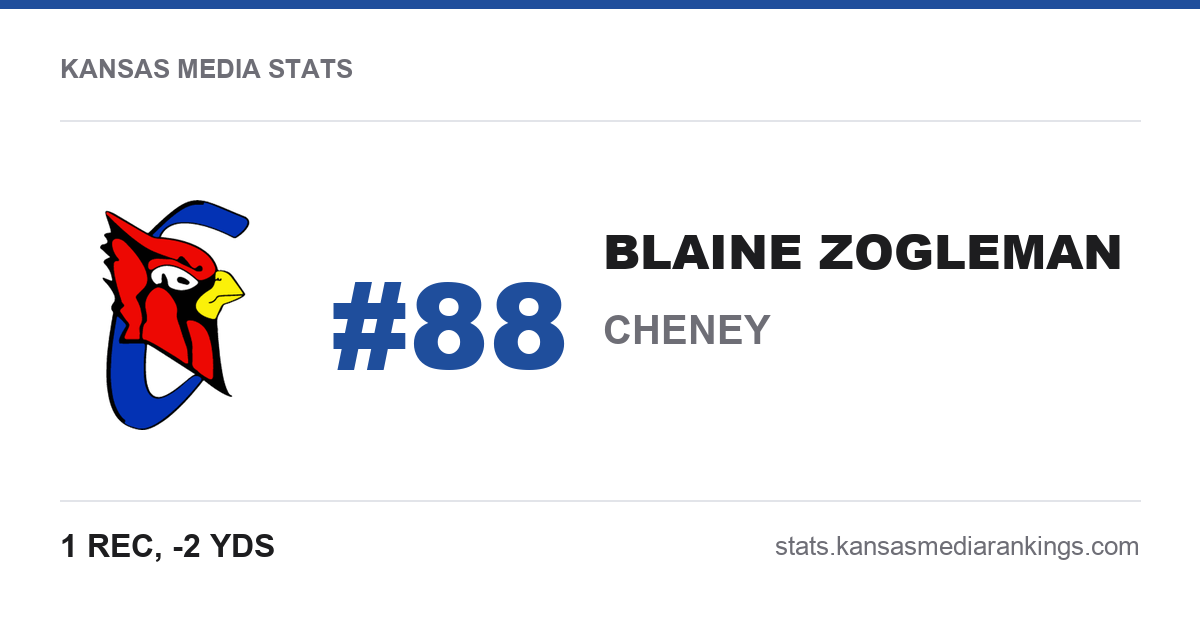 KANSAS MEDIA STATS
#88
BLAINE ZOGLEMAN
CHENEY
1 REC, -2 YDS
stats.kansasmediarankings.com